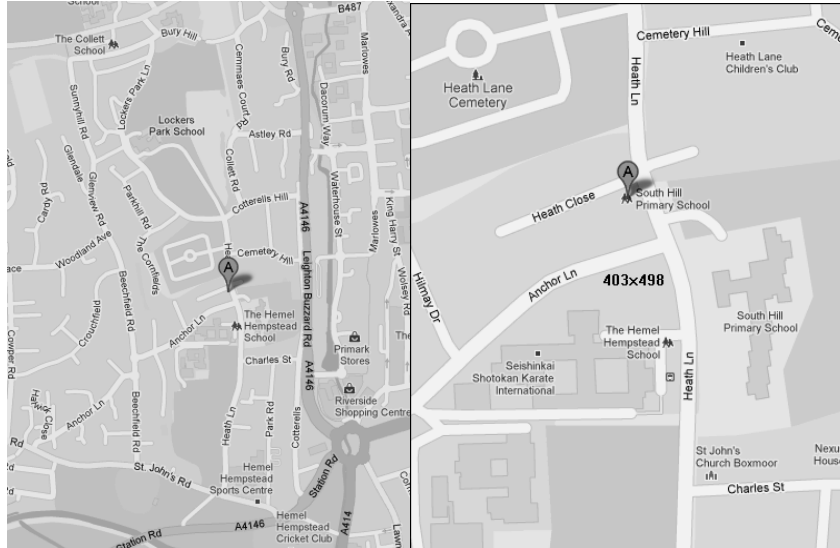 B487
The Collett
School
Bury Hill
Bury Rd
Marlowes
Cemmaes Court Rd
Lockers Park Ln
Dacorum Way
Sunnyhill Rd
Lockers
Park School
Astley Rd
Glendale
Glenview Rd
Collett Rd
Cardy Rd
Parkhill Rd
Cotterells Hill
A4146
Waterhouse St
King Harry St
Marlowes
Woodland Ave
The Cornfields
Cemetery Hill
Leighton Buzzard Rd
Wolsey Rd
A
Beechfield Rd
Crouchfield
Anchor Ln
The Hemel
Hempstead
School
Cowper Rd
Primark
Stores
Charles St
A4146
Riverside
Shopping Centre
Anchor Ln
Beechfield Rd
Heath Ln
Park Rd
Cotterells
St. John's Rd
Hemel
Hempstead
Sports Centre
Station Rd
A4146
Hemel
Hempstead
Cricket Club
A414
Station Rd
Cemetery Hill
Heath Ln
Heath Lane
Children's Club
Heath Lane
Cemetery
A
South Hill
Primary School
Heath Close
Anchor Ln
403×498
Hilmay Dr
South Hill
Primary School
The Hemel
Hempstead
School
Seishinkai
Shotokan Karate
International
Heath Ln
St John's
Church Boxmoor
Charles St